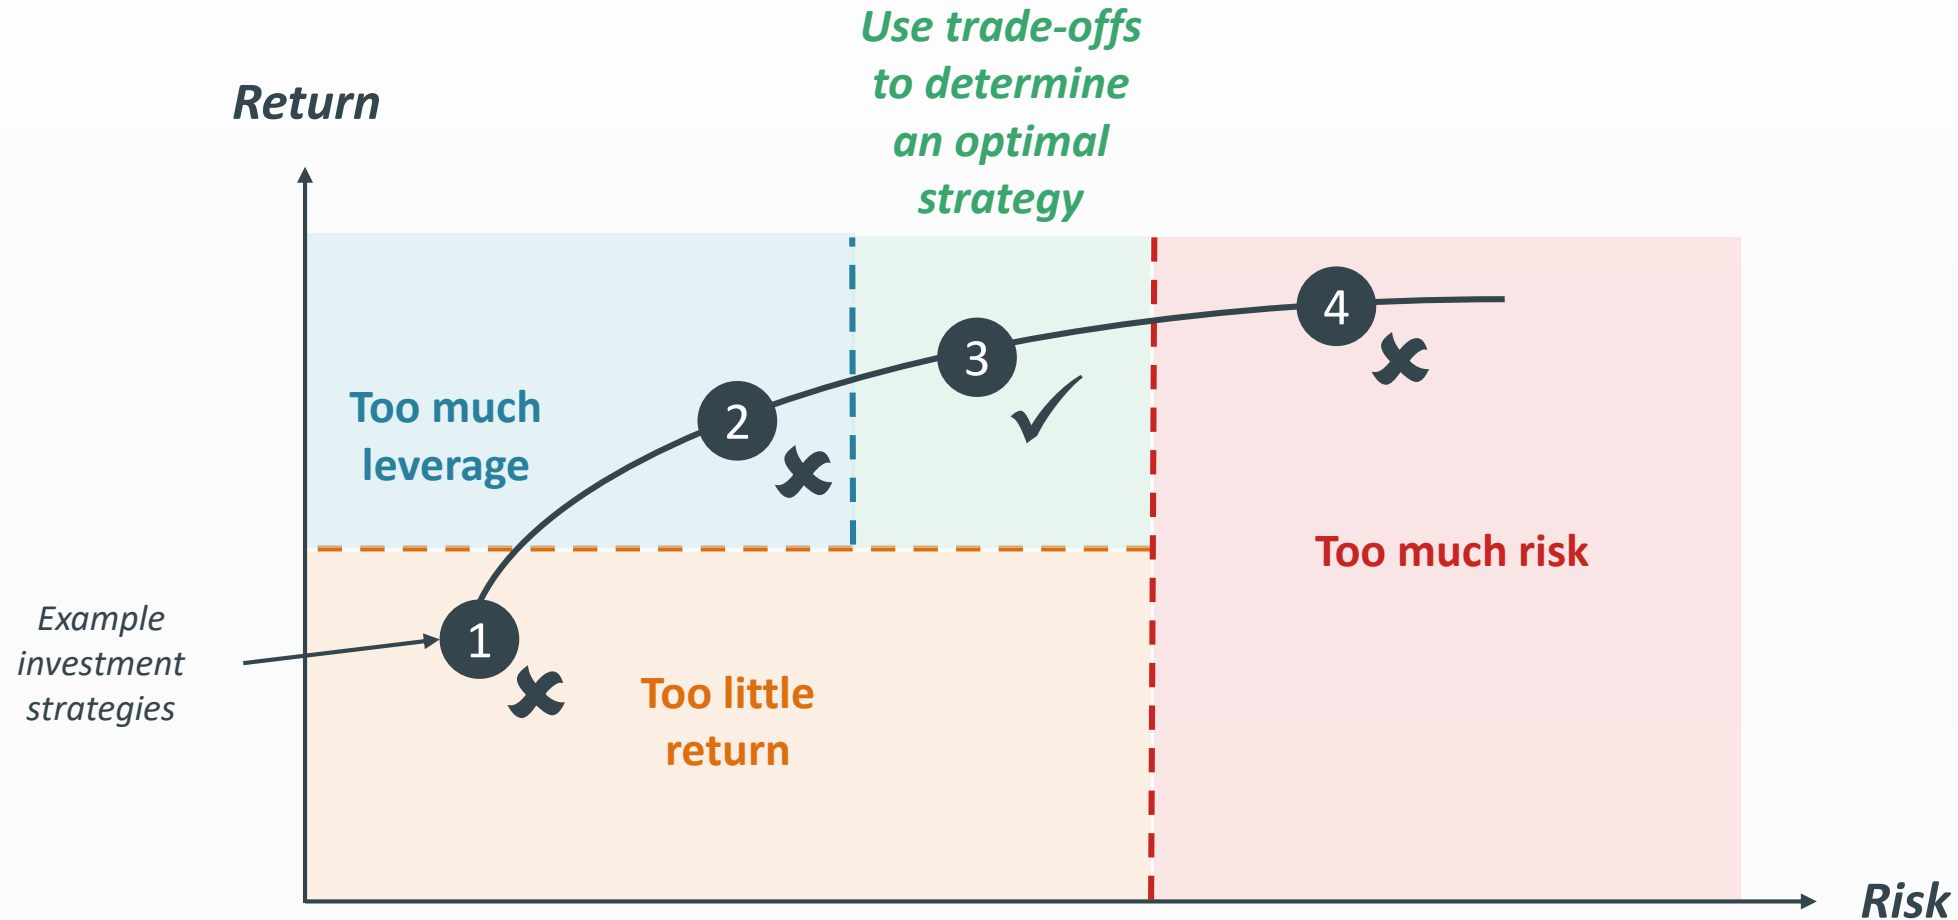 Use trade-offs
to determine
an optimal
strategy
Return
4
3
2
Too much
leverage
Too much risk
Example
investment
strategies
1
Too little
return
Risk